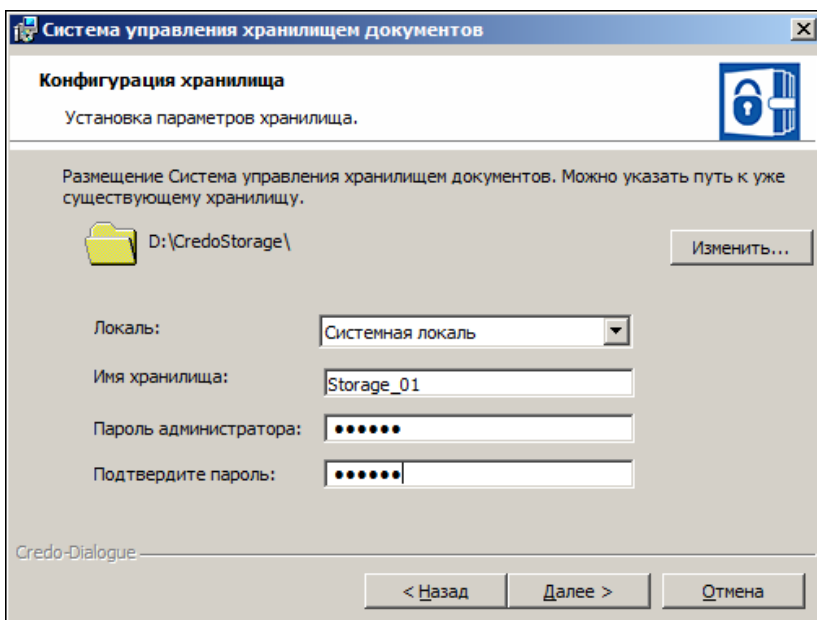 Система управления хранилищем документов
Конфигурация хранилища
Установка параметров хранилища.
Размещение Система управления хранилищем документов. Можно указать путь к уже
существующему хранилищу.
D:\CredoStorage\
Изменить...
Локаль:
Системная локаль
Имя хранилища:
Storage_01
Пароль администратора:
••••••
Подтвердите пароль:
••••••
Credo-Dialogue
< Назад
Далее >
Отмена